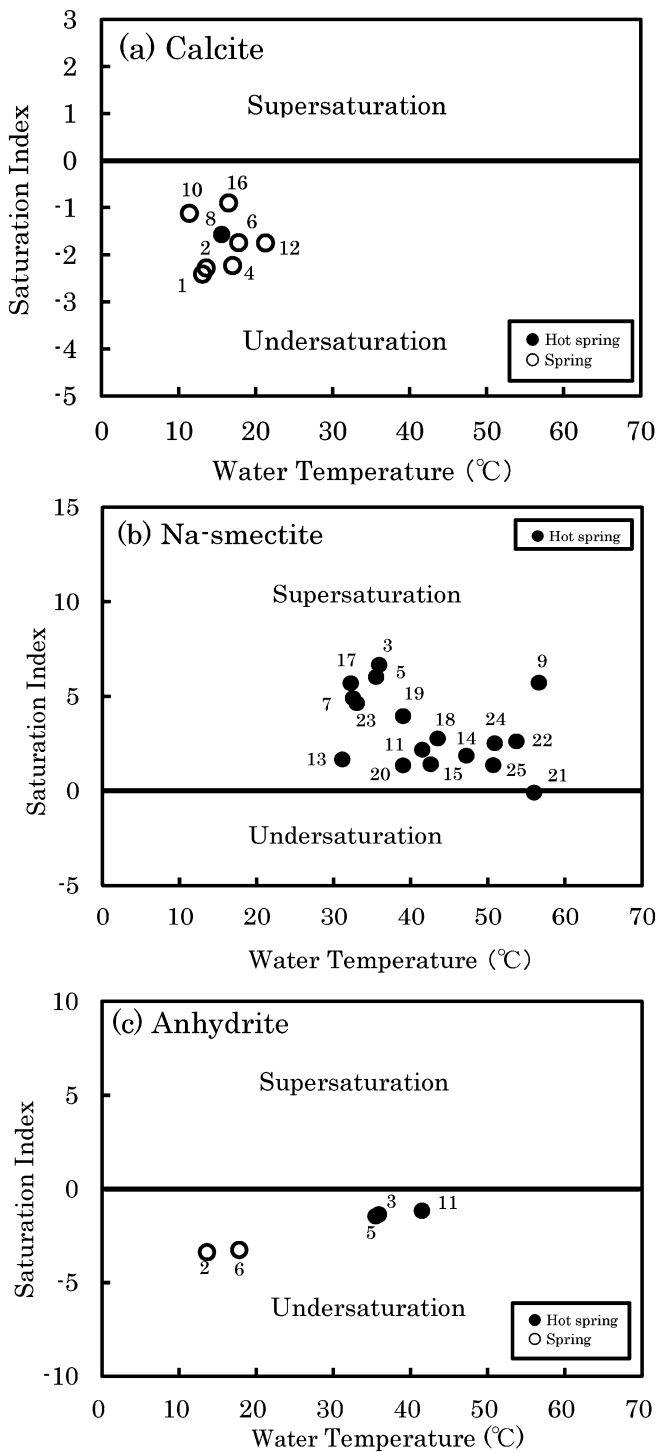 (a) Calcite
3
2
1
0
-1
-2
-3
-4
-5
Saturation Index
Supersaturation
10
16
8
6
2
12
1
4
Undersaturation
Hot spring
Spring
0 10 20 30 40 50 60 70
Water Temperature (℃)
(b) Na-smectite
15
10
5
0
-5
Saturation Index
Hot spring
Supersaturation
3
17
5
9
7
23
19
18
24
11
14
22
13
20
15
25
21
Undersaturation
0 10 20 30 40 50 60 70
Water Temperature (℃)
(c) Anhydrite
10
5
0
-5
-10
Saturation Index
Supersaturation
3
11
5
2
6
Undersaturation
Hot spring
Spring
0 10 20 30 40 50 60 70
Water Temperature (℃)